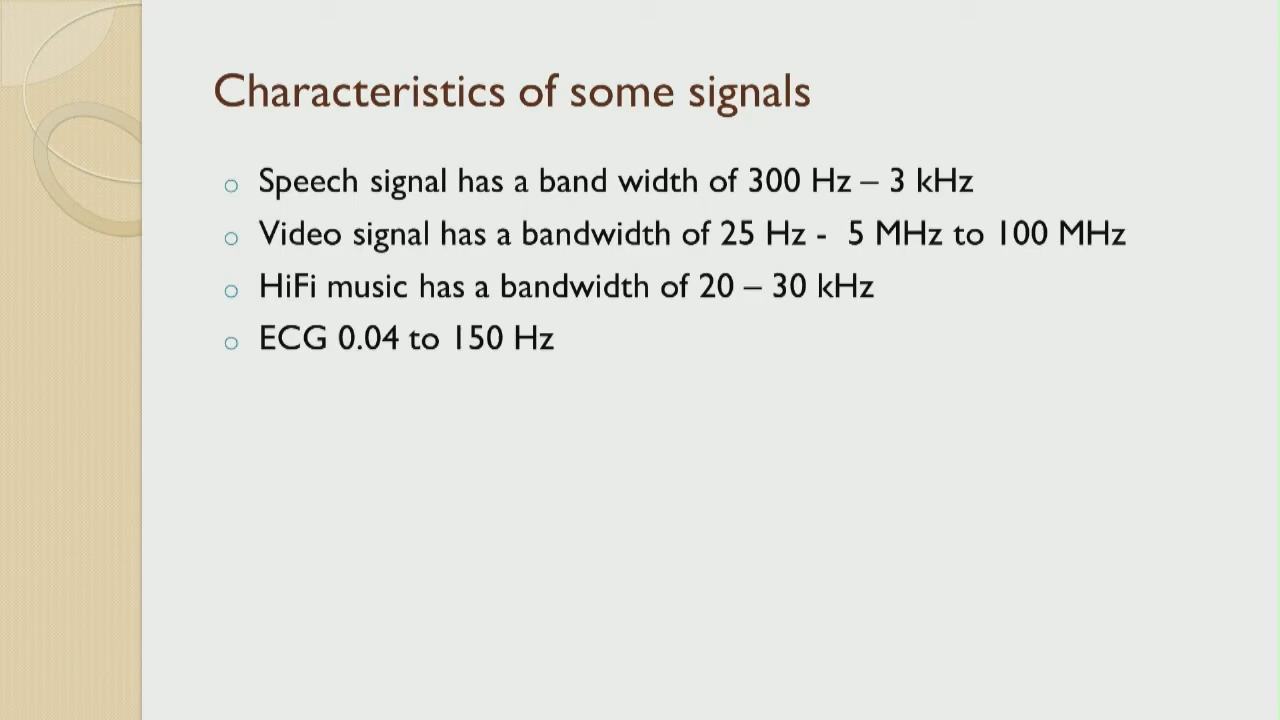 Characteristics of some signals
Speech signal has a band width of 300 Hz – 3 kHz
Video signal has a bandwidth of 25 Hz - 5 MHz to 100 MHz
HiFi music has a bandwidth of 20 – 30 kHz
ECG 0.04 to 150 Hz